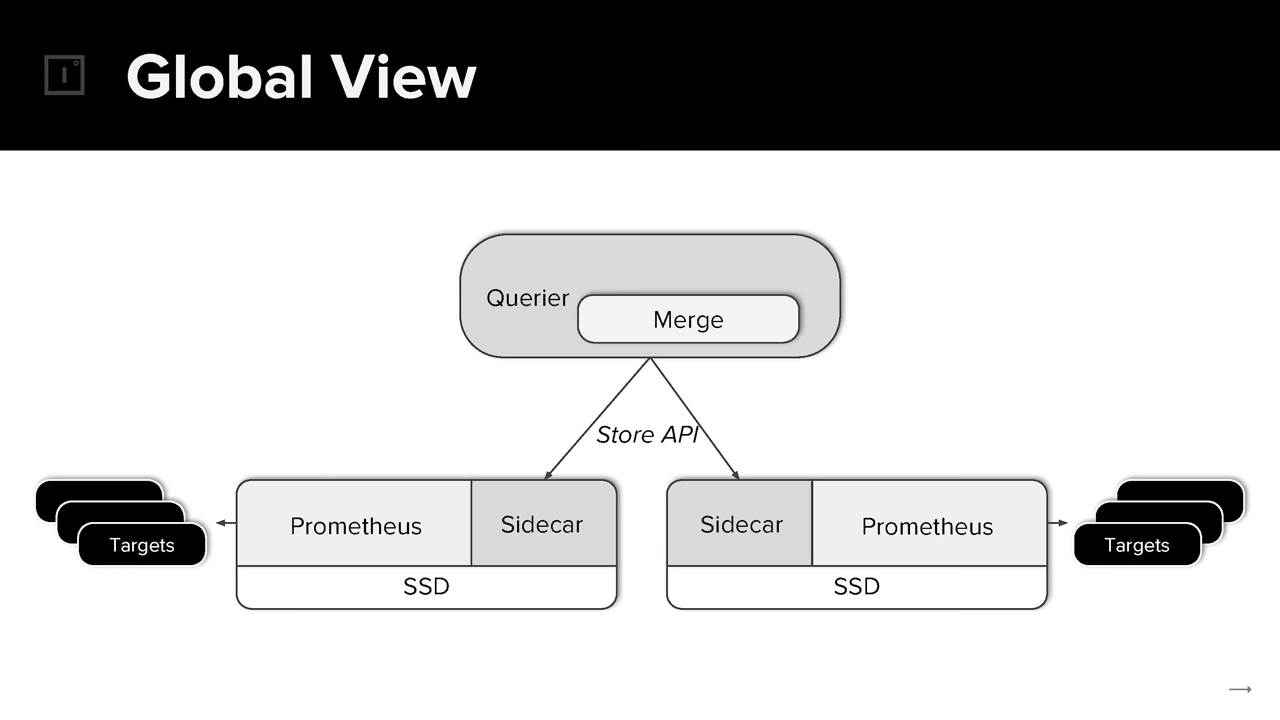 Global View
Querier
Merge
Store API
Prometheus
Sidecar
SSD
Targets
Sidecar
Prometheus
SSD
Targets